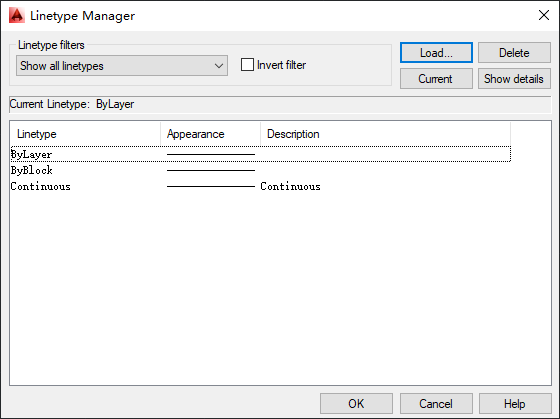 Linetype Manager
Linetype filters
Show all linetypes
Invert filter
Load...
Delete
Current
Show details
Current Linetype: ByLayer
Linetype Appearance Description
ByLayer
ByBlock
Continuous Continuous
OK Cancel Help